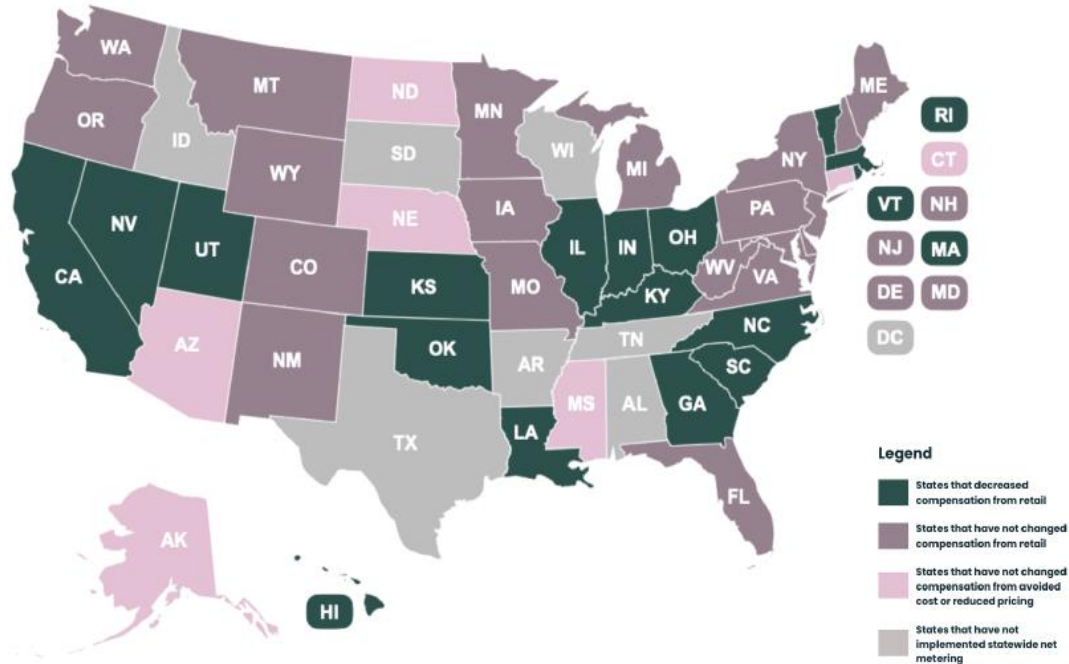 WA
MT
ND
MN
ME
OR
ID
SD
WI
NY
RI
MI
CT
WY
NE
IA
PA
VT
NH
NV
UT
CO
IL
IN
OH
NJ
MA
CA
KS
MO
WV
VA
KY
DE
MD
AZ
NM
OK
TN
NC
DC
AR
SC
MS
AL
GA
TX
LA
FL
AK
HI
Legend
States that decreased
compensation from retail
States that have not changed
compensation from retail
States that have not changed
compensation from avoided
cost or reduced pricing
States that have not
implemented statewide net
metering